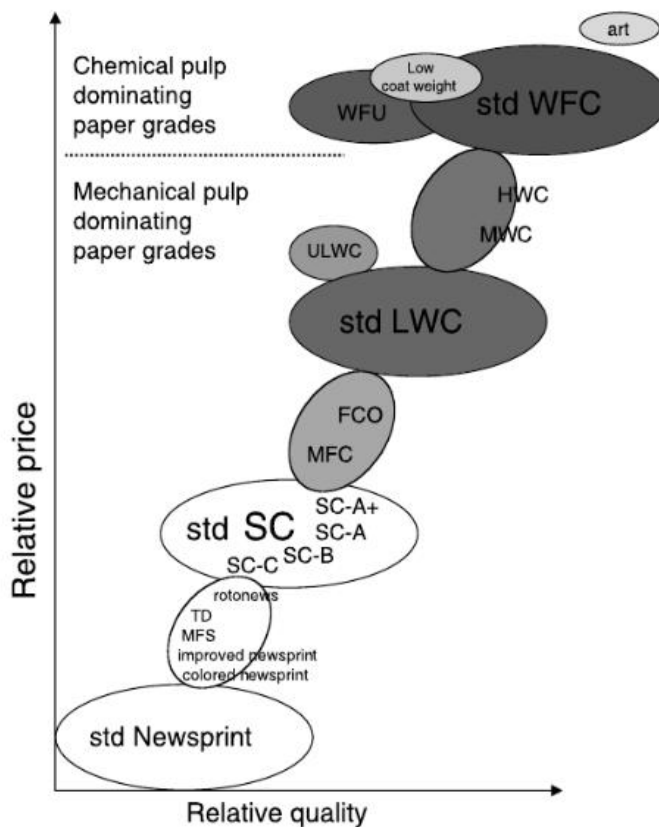 art
Chemical pulp
dominating
paper grades
Low
coat weight
WFU
std WFC
Mechanical pulp
dominating
paper grades
HWC
MWC
ULWC
std LWC
FCO
MFC
SC-A+
std SC
SC-A
SC-B
SC-C
rotonews
TD
MFS
improved newsprint
colored newsprint
std Newsprint
Relative price
Relative quality